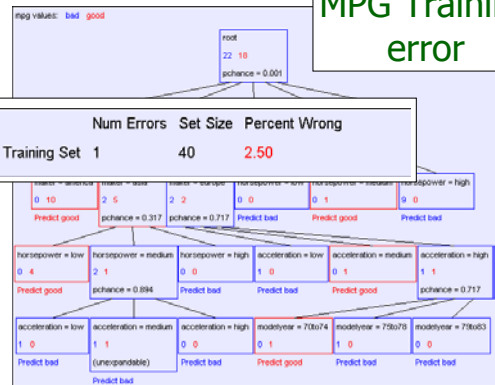 mpg values: bad good
MPG Training
error
root
22 18
pchance = 0.001
Num Errors Set Size Percent Wrong
Training Set 1 40 2.50
maker = america maker = asia maker = europe horsepower = low horsepower = medium horsepower = high
0 10 2 5 2 2 0 0 0 1 9 0
Predict good pchance = 0.317 pchance = 0.717 Predict bad Predict good Predict bad
horsepower = low horsepower = medium horsepower = high acceleration = low acceleration = medium acceleration = high
0 4 2 1 0 0 1 0 0 1 1 1
Predict good pchance = 0.894 Predict bad Predict bad Predict good pchance = 0.717
acceleration = low acceleration = medium acceleration = high modelyear = 70to74 modelyear = 75to78 modelyear = 79to83
1 0 1 1 0 0 0 1 1 0 0 0
Predict bad (unexpandable) Predict bad Predict good Predict bad Predict bad
Predict bad